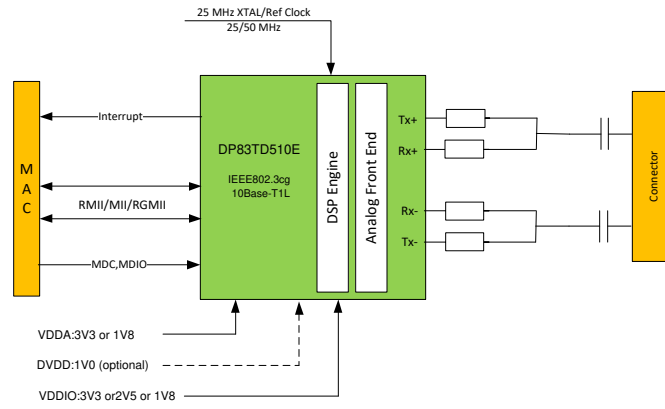 25 MHz XTAL/Ref Clock
25/50 MHz
Interrupt
MAC
RMII/MII/RGMII
MDC,MDIO
DP83TD510E
IEEE802.3cg
10Base-T1L
DSP Engine
Analog Front End
Tx+
Rx+
Rx-
Tx-
Connector
VDDA:3V3 or 1V8
DVDD:1V0 (optional)
VDDIO:3V3 or2V5 or 1V8